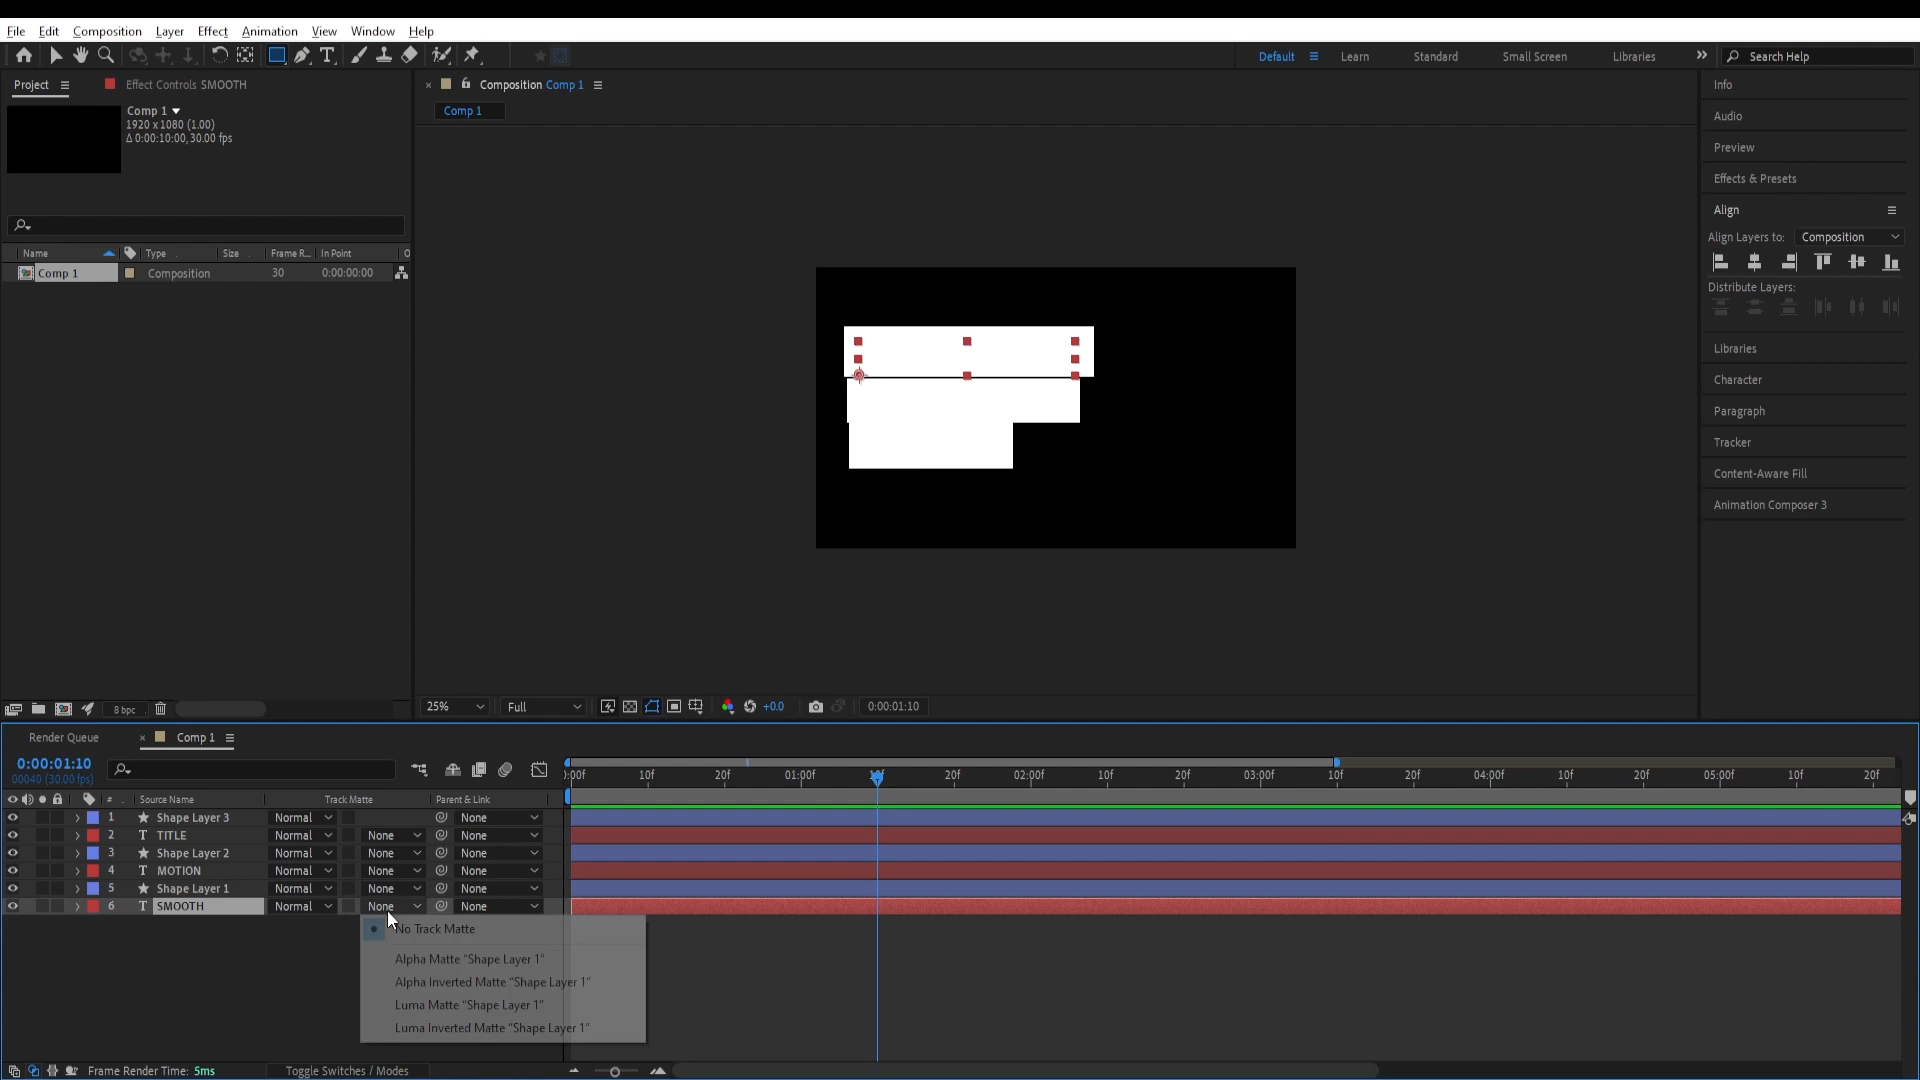 File Edit Composition Layer Effect Animation View Window Help
Default Learn Standard Small Screen Libraries Search Help
Project Effect Controls SMOOTH
Comp 1
1920 x 1080 (1.00)
Δ 0:00:10:00, 30.00 fps
Name Type Size Frame R... In Point O
Comp 1 Composition 30 0:00:00:00
8 bpc
Composition Comp 1
Comp 1
25% Full +0.0 0:00:01:10
Info
Audio
Preview
Effects & Presets
Align
Align Layers to: Composition
Distribute Layers:
Libraries
Character
Paragraph
Tracker
Content-Aware Fill
Animation Composer 3
Render Queue Comp 1
0:00:01:10
00040 (30.00 fps)
# Source Name Track Matte Parent & Link
1 Shape Layer 3 Normal None
2 T TITLE Normal None None
3 Shape Layer 2 Normal None None
4 T MOTION Normal None None
5 Shape Layer 1 Normal None None
6 T SMOOTH Normal None None
No Track Matte
Alpha Matte "Shape Layer 1"
Alpha Inverted Matte "Shape Layer 1"
Luma Matte "Shape Layer 1"
Luma Inverted Matte "Shape Layer 1"
10f 20f 01:00f 20f 02:00f 10f 20f 03:00f 10f 20f 04:00f 10f 20f 05:00f 10f 20f
Frame Render Time: 5ms Toggle Switches / Modes